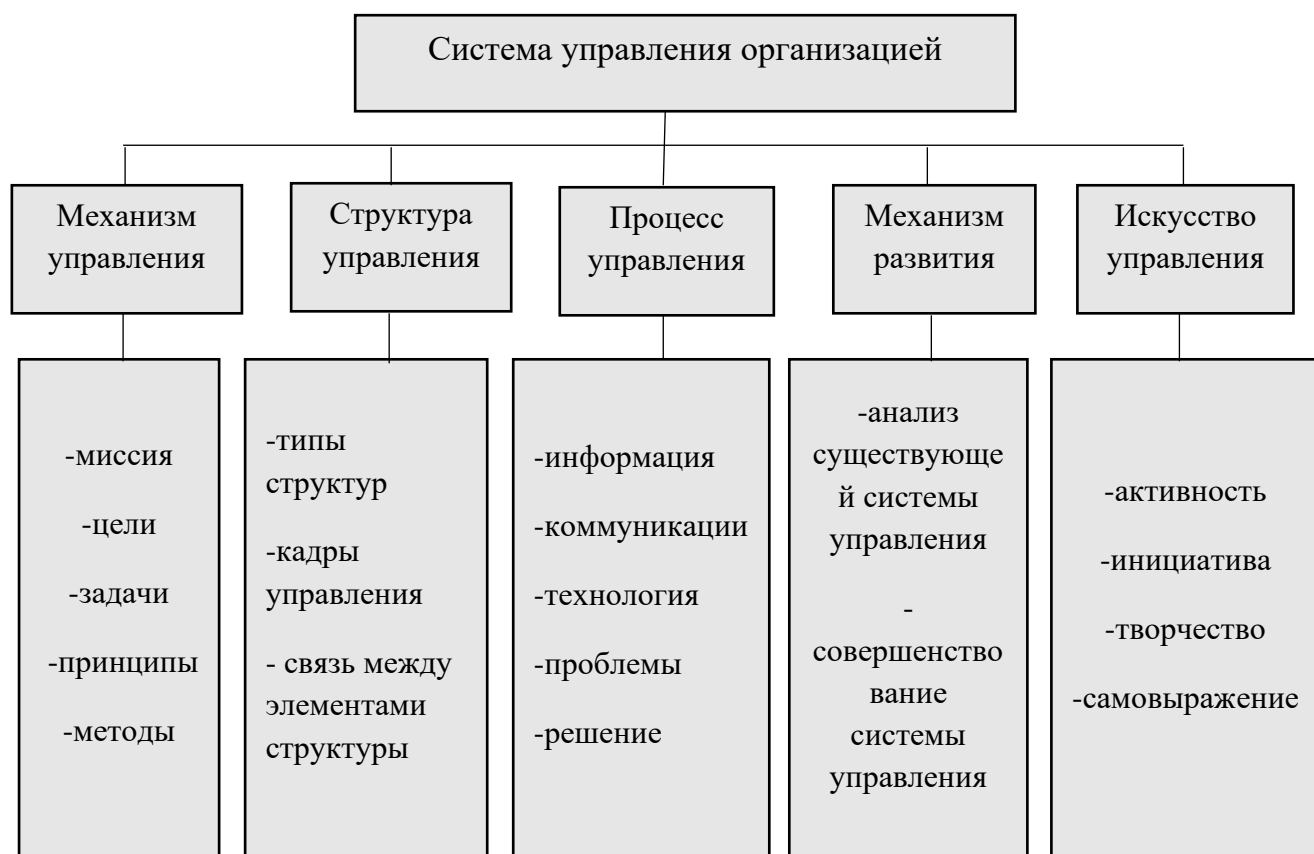 Система управления организацией
Механизм
управления
Структура
управления
Процесс
управления
Механизм
развития
Искусство
управления
-миссия
-цели
-задачи
-принципы
-методы
-типы
структур
-кадры
управления
- связь между
элементами
структуры
-информация
-коммуникации
-технология
-проблемы
-решение
-анализ
существующе
й системы
управления
-
совершенство
вание
системы
управления
-активность
-инициатива
-творчество
-самовыражение